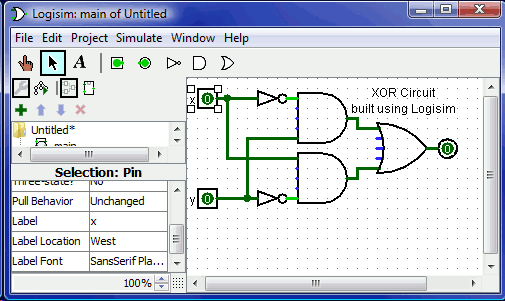 Logisim: main of Untitled
File Edit Project Simulate Window Help
A
Untitled*
main
Selection: Pin
Three-state? No
Pull Behavior Unchanged
Label x
Label Location West
Label Font SansSerif Pla...
100%
XOR Circuit
built using Logisim
x 0
0
y 0